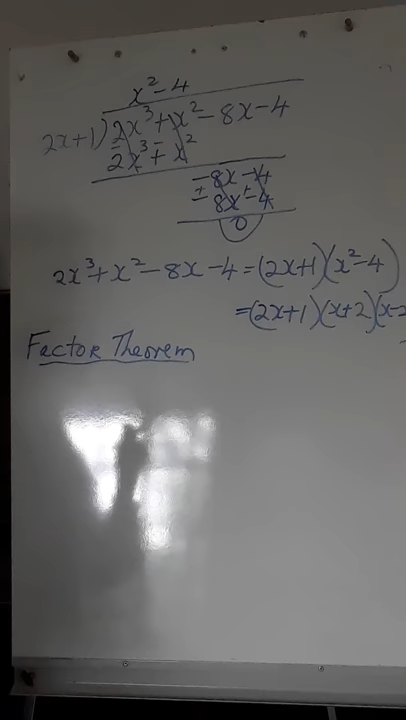 x² - 4
2x+1) 2x³ + x² - 8x - 4
2x³ + x²
- 8x - 4
- 8x - 4
0
2x³ + x² - 8x - 4 = (2x+1)(x² - 4)
= (2x+1)(x+2)(x-2
Factor Theorem